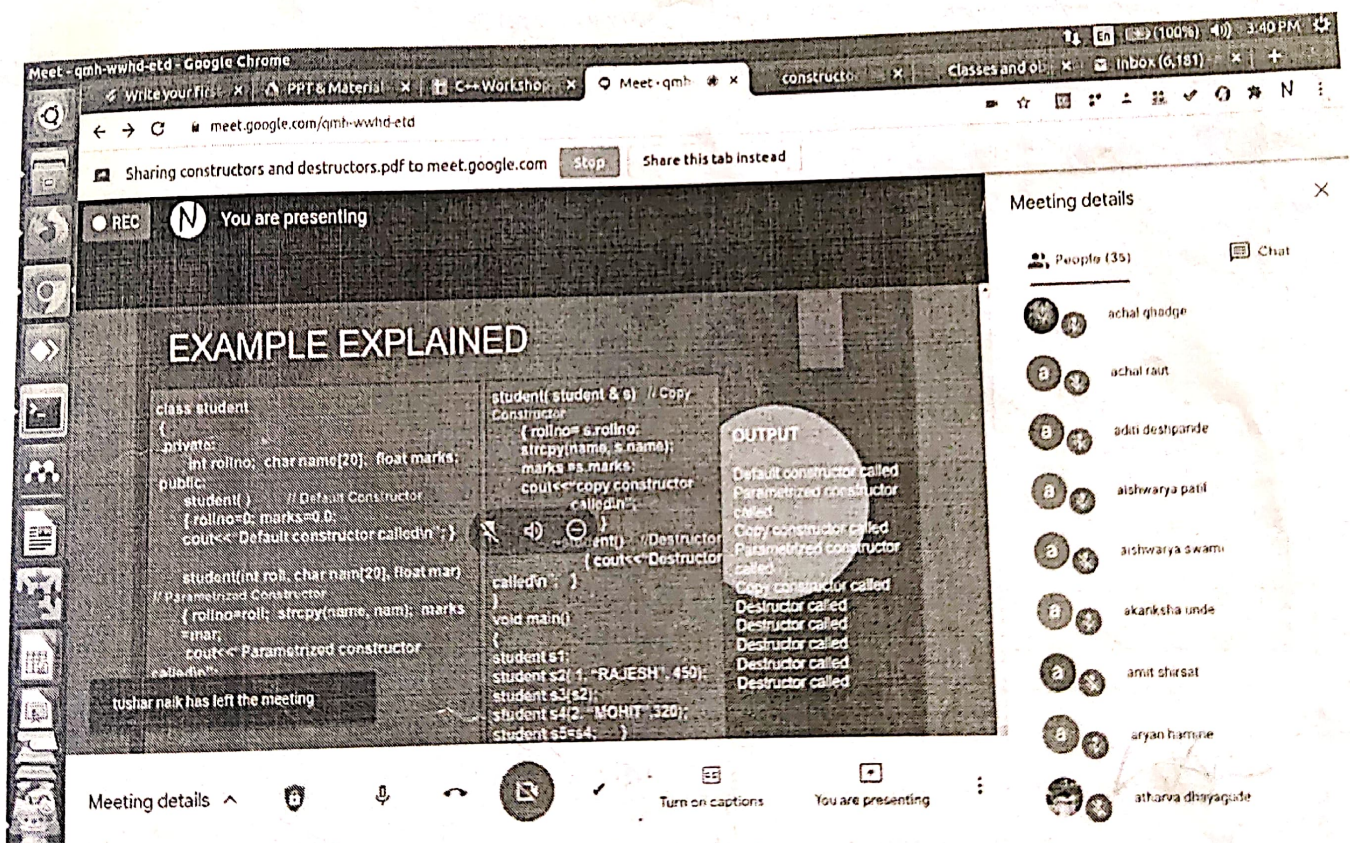 Meet - qmh-wwhd-etd - Google Chrome
En (100%) 3:40 PM
Write your first PPT & Material C++ Workshop Meet - qmh constructo Classes and ob Inbox (6,181)
meet.google.com/qmh-wwhd-etd
N
Sharing constructors and destructors.pdf to meet.google.com Stop Share this tab instead
REC N You are presenting
EXAMPLE EXPLAINED
class student
{
private:
int rollno; char name[20]; float marks;
public:
student( ) // Default Constructor
{ rollno=0; marks=0.0;
cout<< "Default constructor called\n"; }
student(int roll, char nam[20], float mar)
// Parametrized Constructor
{ rollno=roll; strcpy(name, nam); marks
=mar;
cout<< "Parametrized constructor
called\n";
student( student & s) // Copy
Constructor
{ rollno= s.rollno;
strcpy(name, s.name);
marks =s.marks;
cout<<"copy constructor
called\n";
}
//Destructor
{ cout<<"Destructor
called\n"; }
}
void main()
{
student s1;
student s2( 1, "RAJESH", 450);
student s3(s2);
student s4(2, "MOHIT",320);
student s5=s4; }
OUTPUT
Default constructor called
Parametrized constructor
called
Copy constructor called
Parametrized constructor
called
Copy constructor called
Destructor called
Destructor called
Destructor called
Destructor called
Destructor called
tushar naik has left the meeting
Meeting details
Turn on captions
You are presenting
Meeting details
People (35) Chat
achal ghadge
achal raut
aditi deshpande
aishwarya patil
aishwarya swami
akanksha unde
amit shirsat
aryan hamine
atharva dhayagude